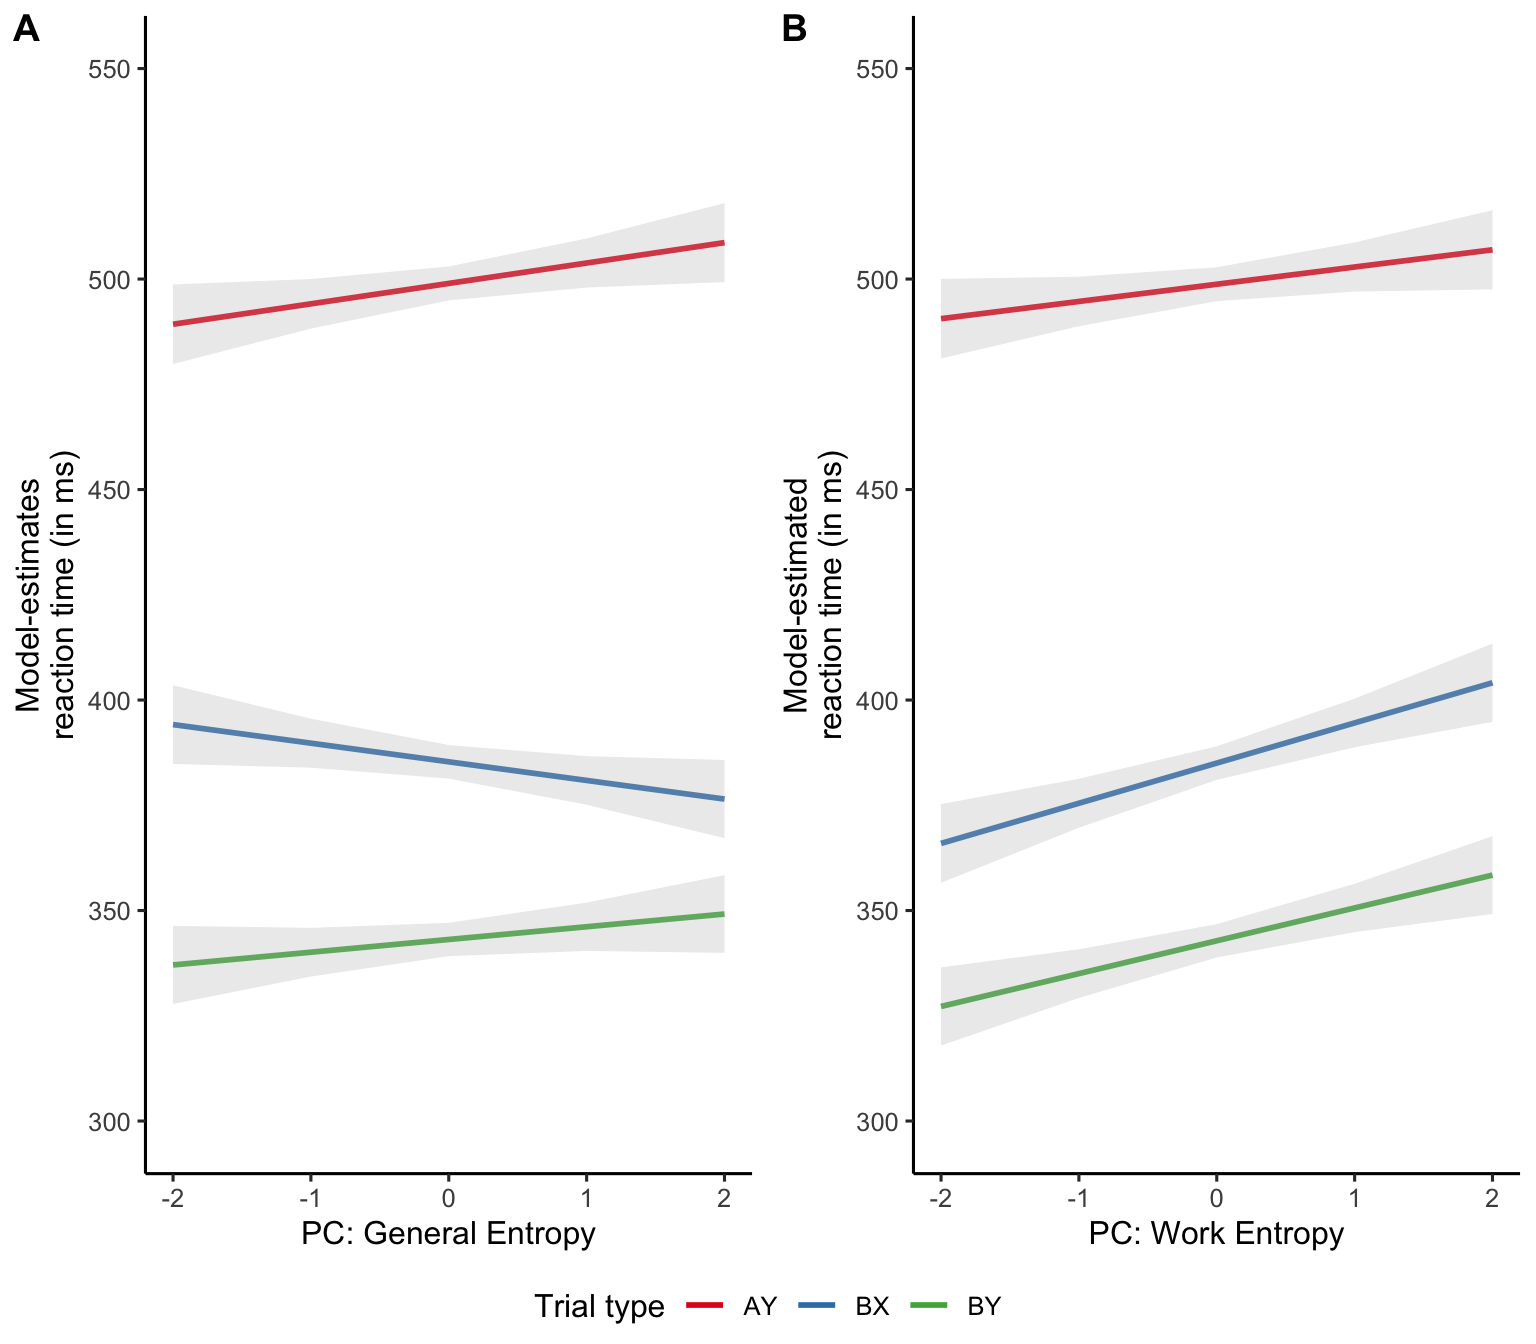 A
Model-estimates
reaction time (in ms)
550
500
450
400
350
300
-2 -1 0 1 2
PC: General Entropy
B
Model-estimated
reaction time (in ms)
550
500
450
400
350
300
-2 -1 0 1 2
PC: Work Entropy
Trial type AY BX BY